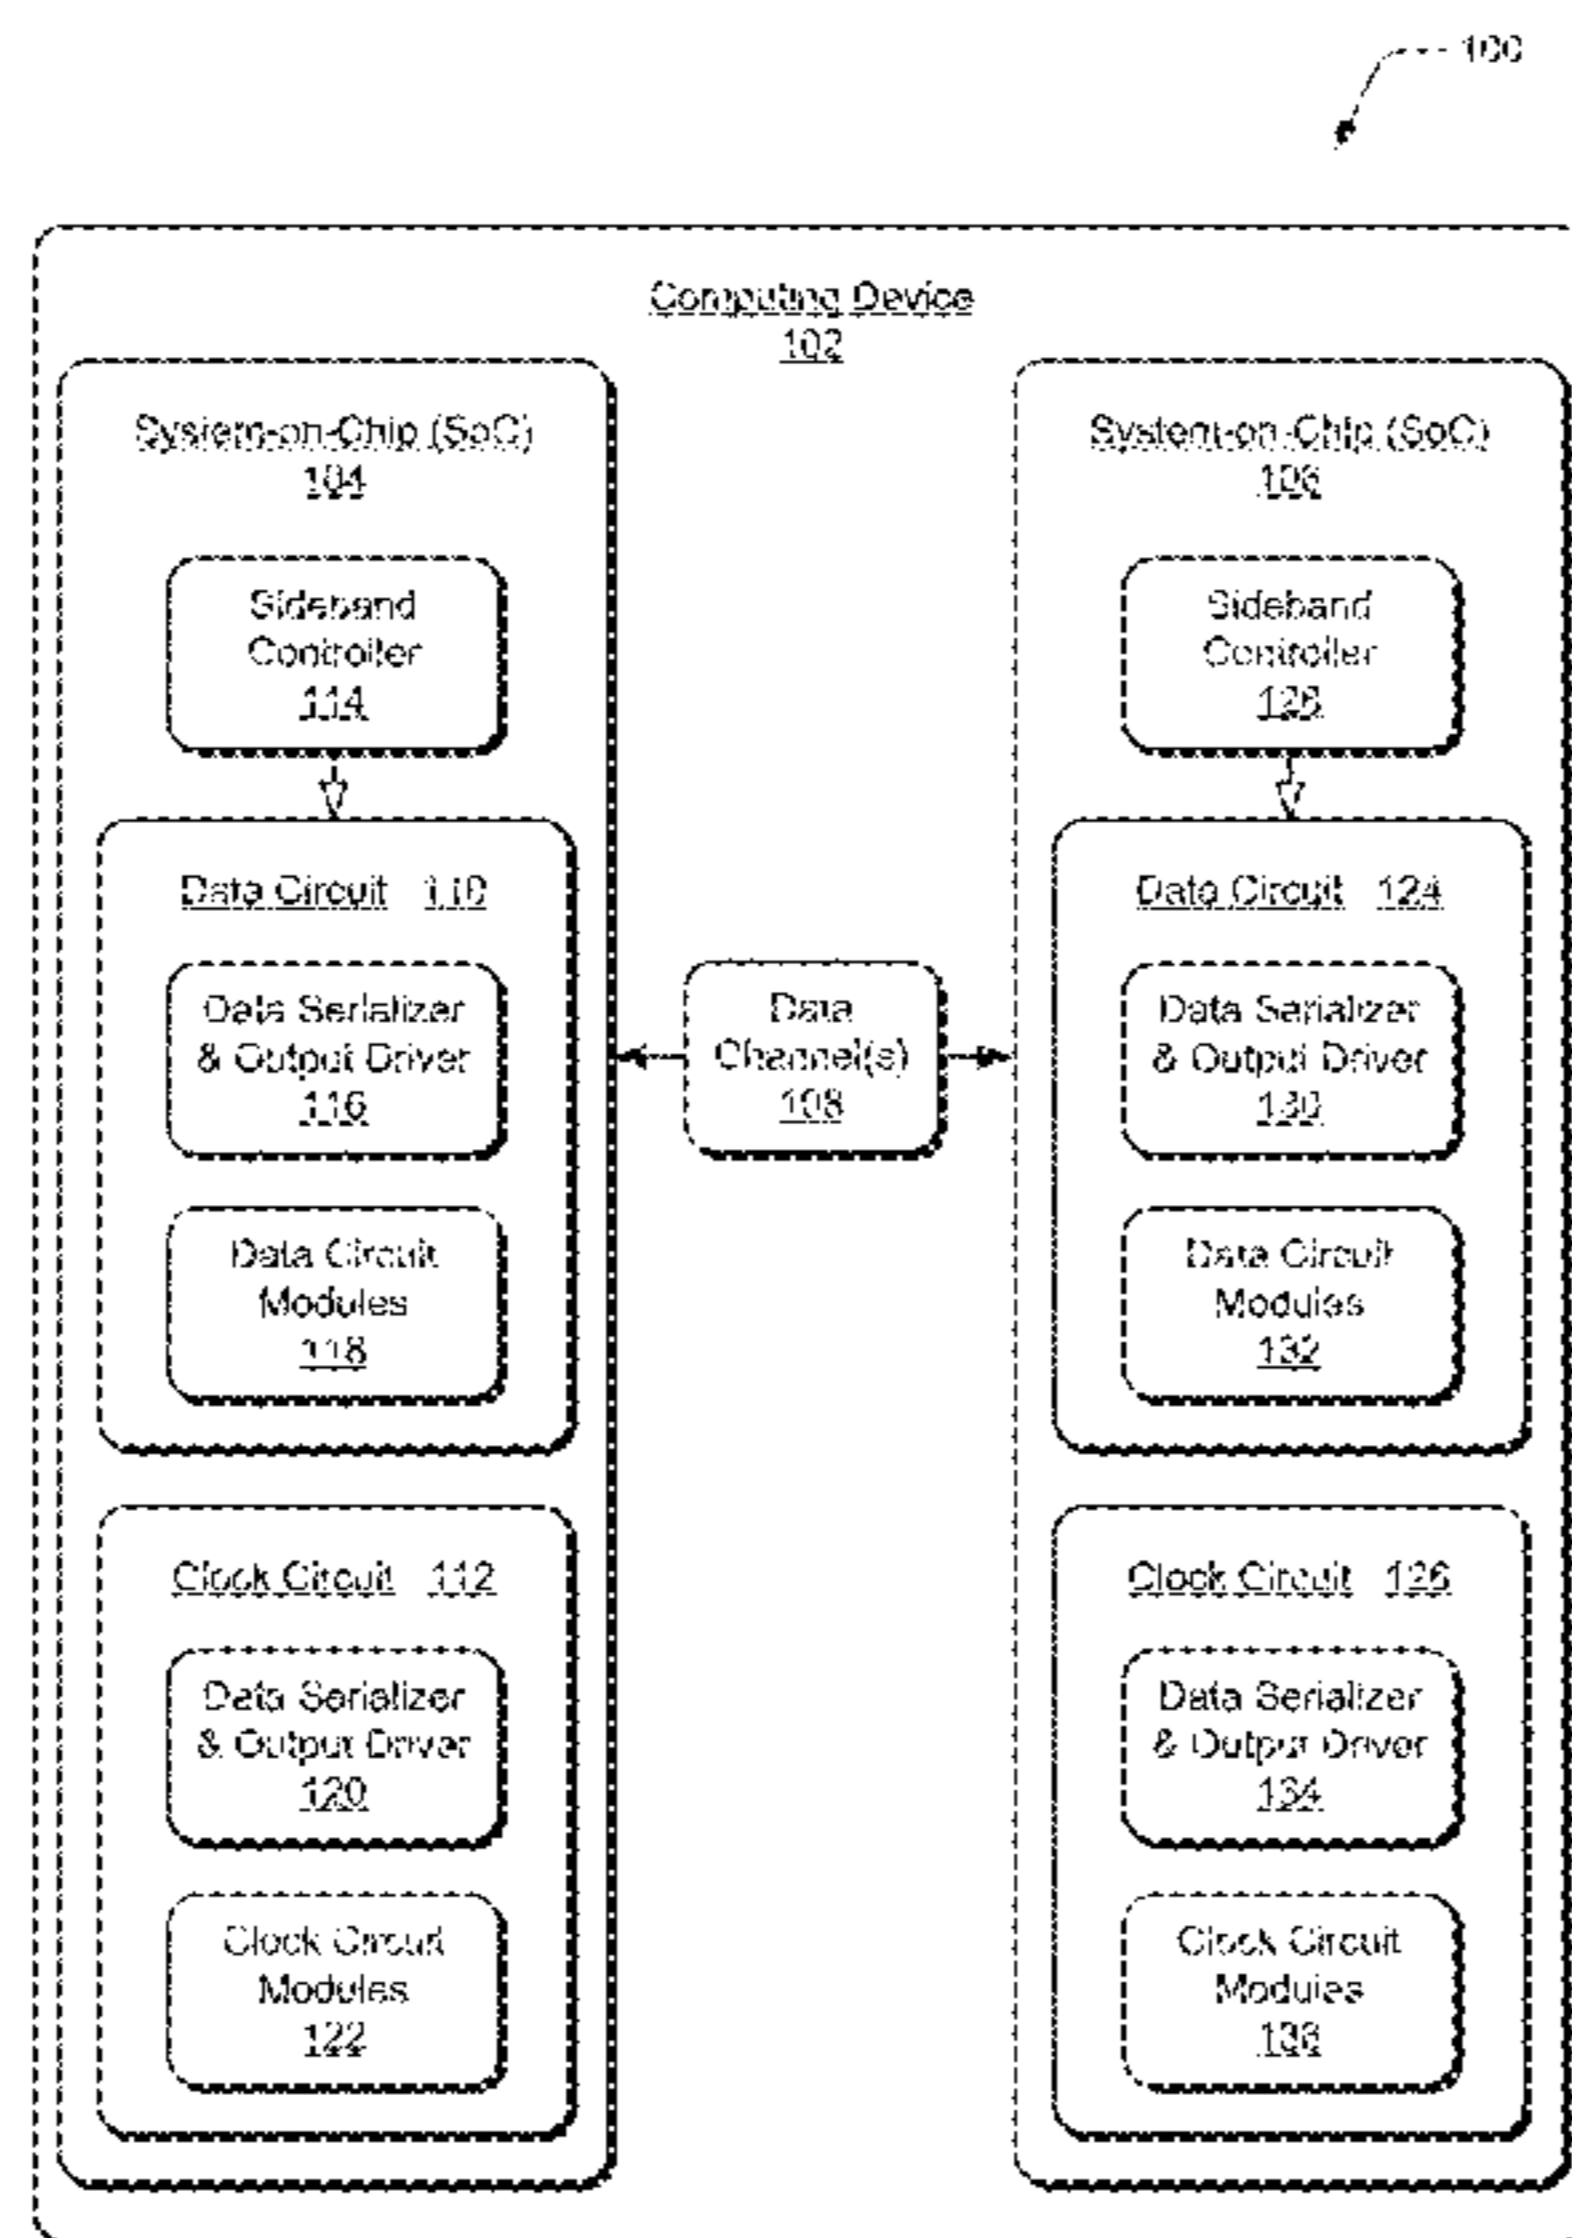 100
Computing Device
102
System-on-Chip (SoC)
104
Sideband
Controller
114
Data Circuit 110
Data Serializer
& Output Driver
116
Data Circuit
Modules
118
Clock Circuit 112
Data Serializer
& Output Driver
120
Clock Circuit
Modules
122
Data
Channel(s)
108
System-on-Chip (SoC)
106
Sideband
Controller
Data Circuit 124
Data Serializer
& Output Driver
130
Data Circuit
Modules
132
Clock Circuit 126
Data Serializer
& Output Driver
134
Clock Circuit
Modules
136